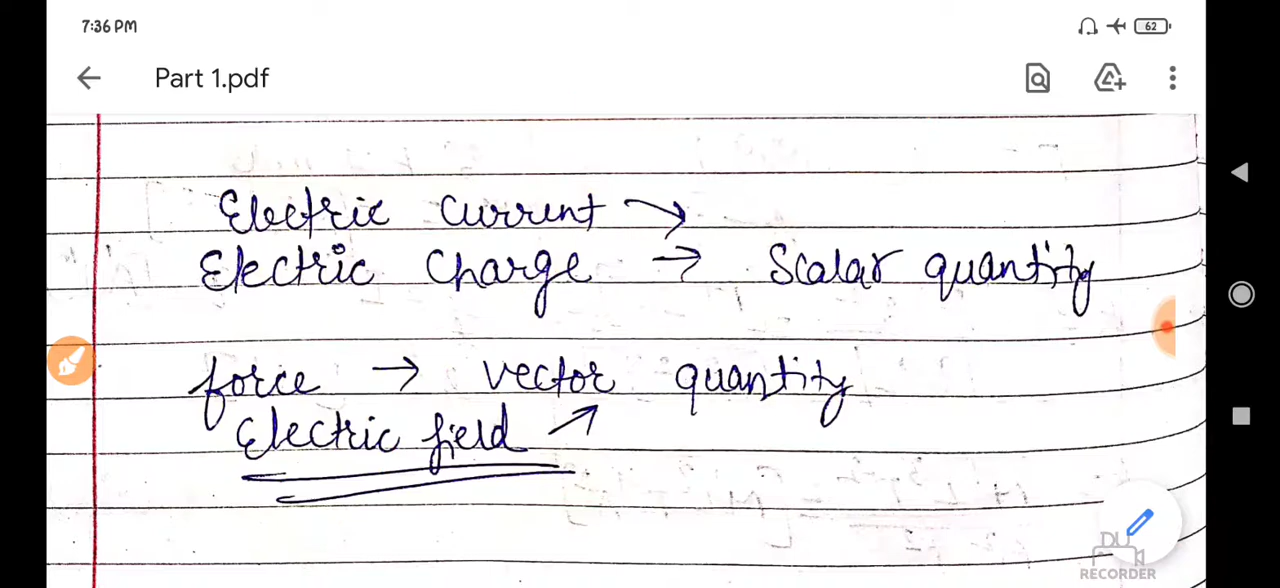 7:36 PM
62
Part 1.pdf
Electric Current →
Electric Charge → Scalar quantity
force → vector quantity
Electric field ↗
DU
RECORDER